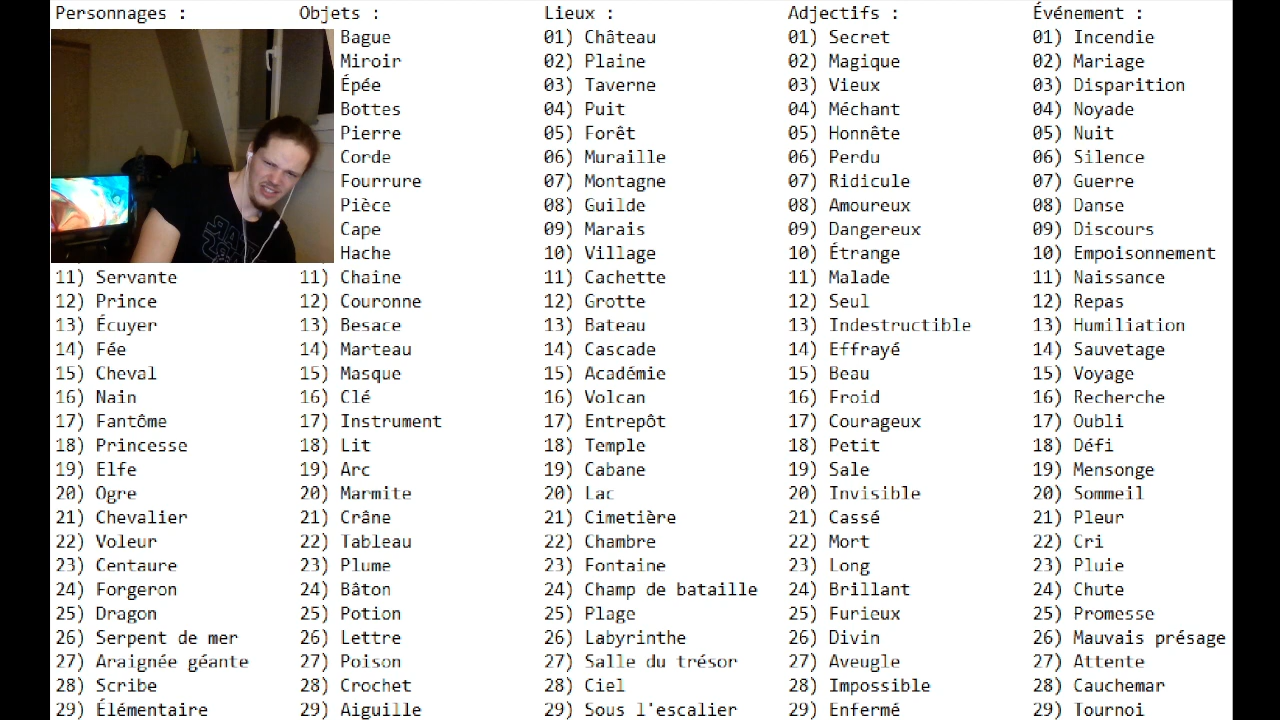 Personnages : Objets : Lieux : Adjectifs : Événement :
Bague 01) Château 01) Secret 01) Incendie
Miroir 02) Plaine 02) Magique 02) Mariage
Épée 03) Taverne 03) Vieux 03) Disparition
Bottes 04) Puit 04) Méchant 04) Noyade
Pierre 05) Forêt 05) Honnête 05) Nuit
Corde 06) Muraille 06) Perdu 06) Silence
Fourrure 07) Montagne 07) Ridicule 07) Guerre
Pièce 08) Guilde 08) Amoureux 08) Danse
Cape 09) Marais 09) Dangereux 09) Discours
Hache 10) Village 10) Étrange 10) Empoisonnement
11) Servante 11) Chaine 11) Cachette 11) Malade 11) Naissance
12) Prince 12) Couronne 12) Grotte 12) Seul 12) Repas
13) Écuyer 13) Besace 13) Bateau 13) Indestructible 13) Humiliation
14) Fée 14) Marteau 14) Cascade 14) Effrayé 14) Sauvetage
15) Cheval 15) Masque 15) Académie 15) Beau 15) Voyage
16) Nain 16) Clé 16) Volcan 16) Froid 16) Recherche
17) Fantôme 17) Instrument 17) Entrepôt 17) Courageux 17) Oubli
18) Princesse 18) Lit 18) Temple 18) Petit 18) Défi
19) Elfe 19) Arc 19) Cabane 19) Sale 19) Mensonge
20) Ogre 20) Marmite 20) Lac 20) Invisible 20) Sommeil
21) Chevalier 21) Crâne 21) Cimetière 21) Cassé 21) Pleur
22) Voleur 22) Tableau 22) Chambre 22) Mort 22) Cri
23) Centaure 23) Plume 23) Fontaine 23) Long 23) Pluie
24) Forgeron 24) Bâton 24) Champ de bataille 24) Brillant 24) Chute
25) Dragon 25) Potion 25) Plage 25) Furieux 25) Promesse
26) Serpent de mer 26) Lettre 26) Labyrinthe 26) Divin 26) Mauvais présage
27) Araignée géante 27) Poison 27) Salle du trésor 27) Aveugle 27) Attente
28) Scribe 28) Crochet 28) Ciel 28) Impossible 28) Cauchemar
29) Élémentaire 29) Aiguille 29) Sous l'escalier 29) Enfermé 29) Tournoi